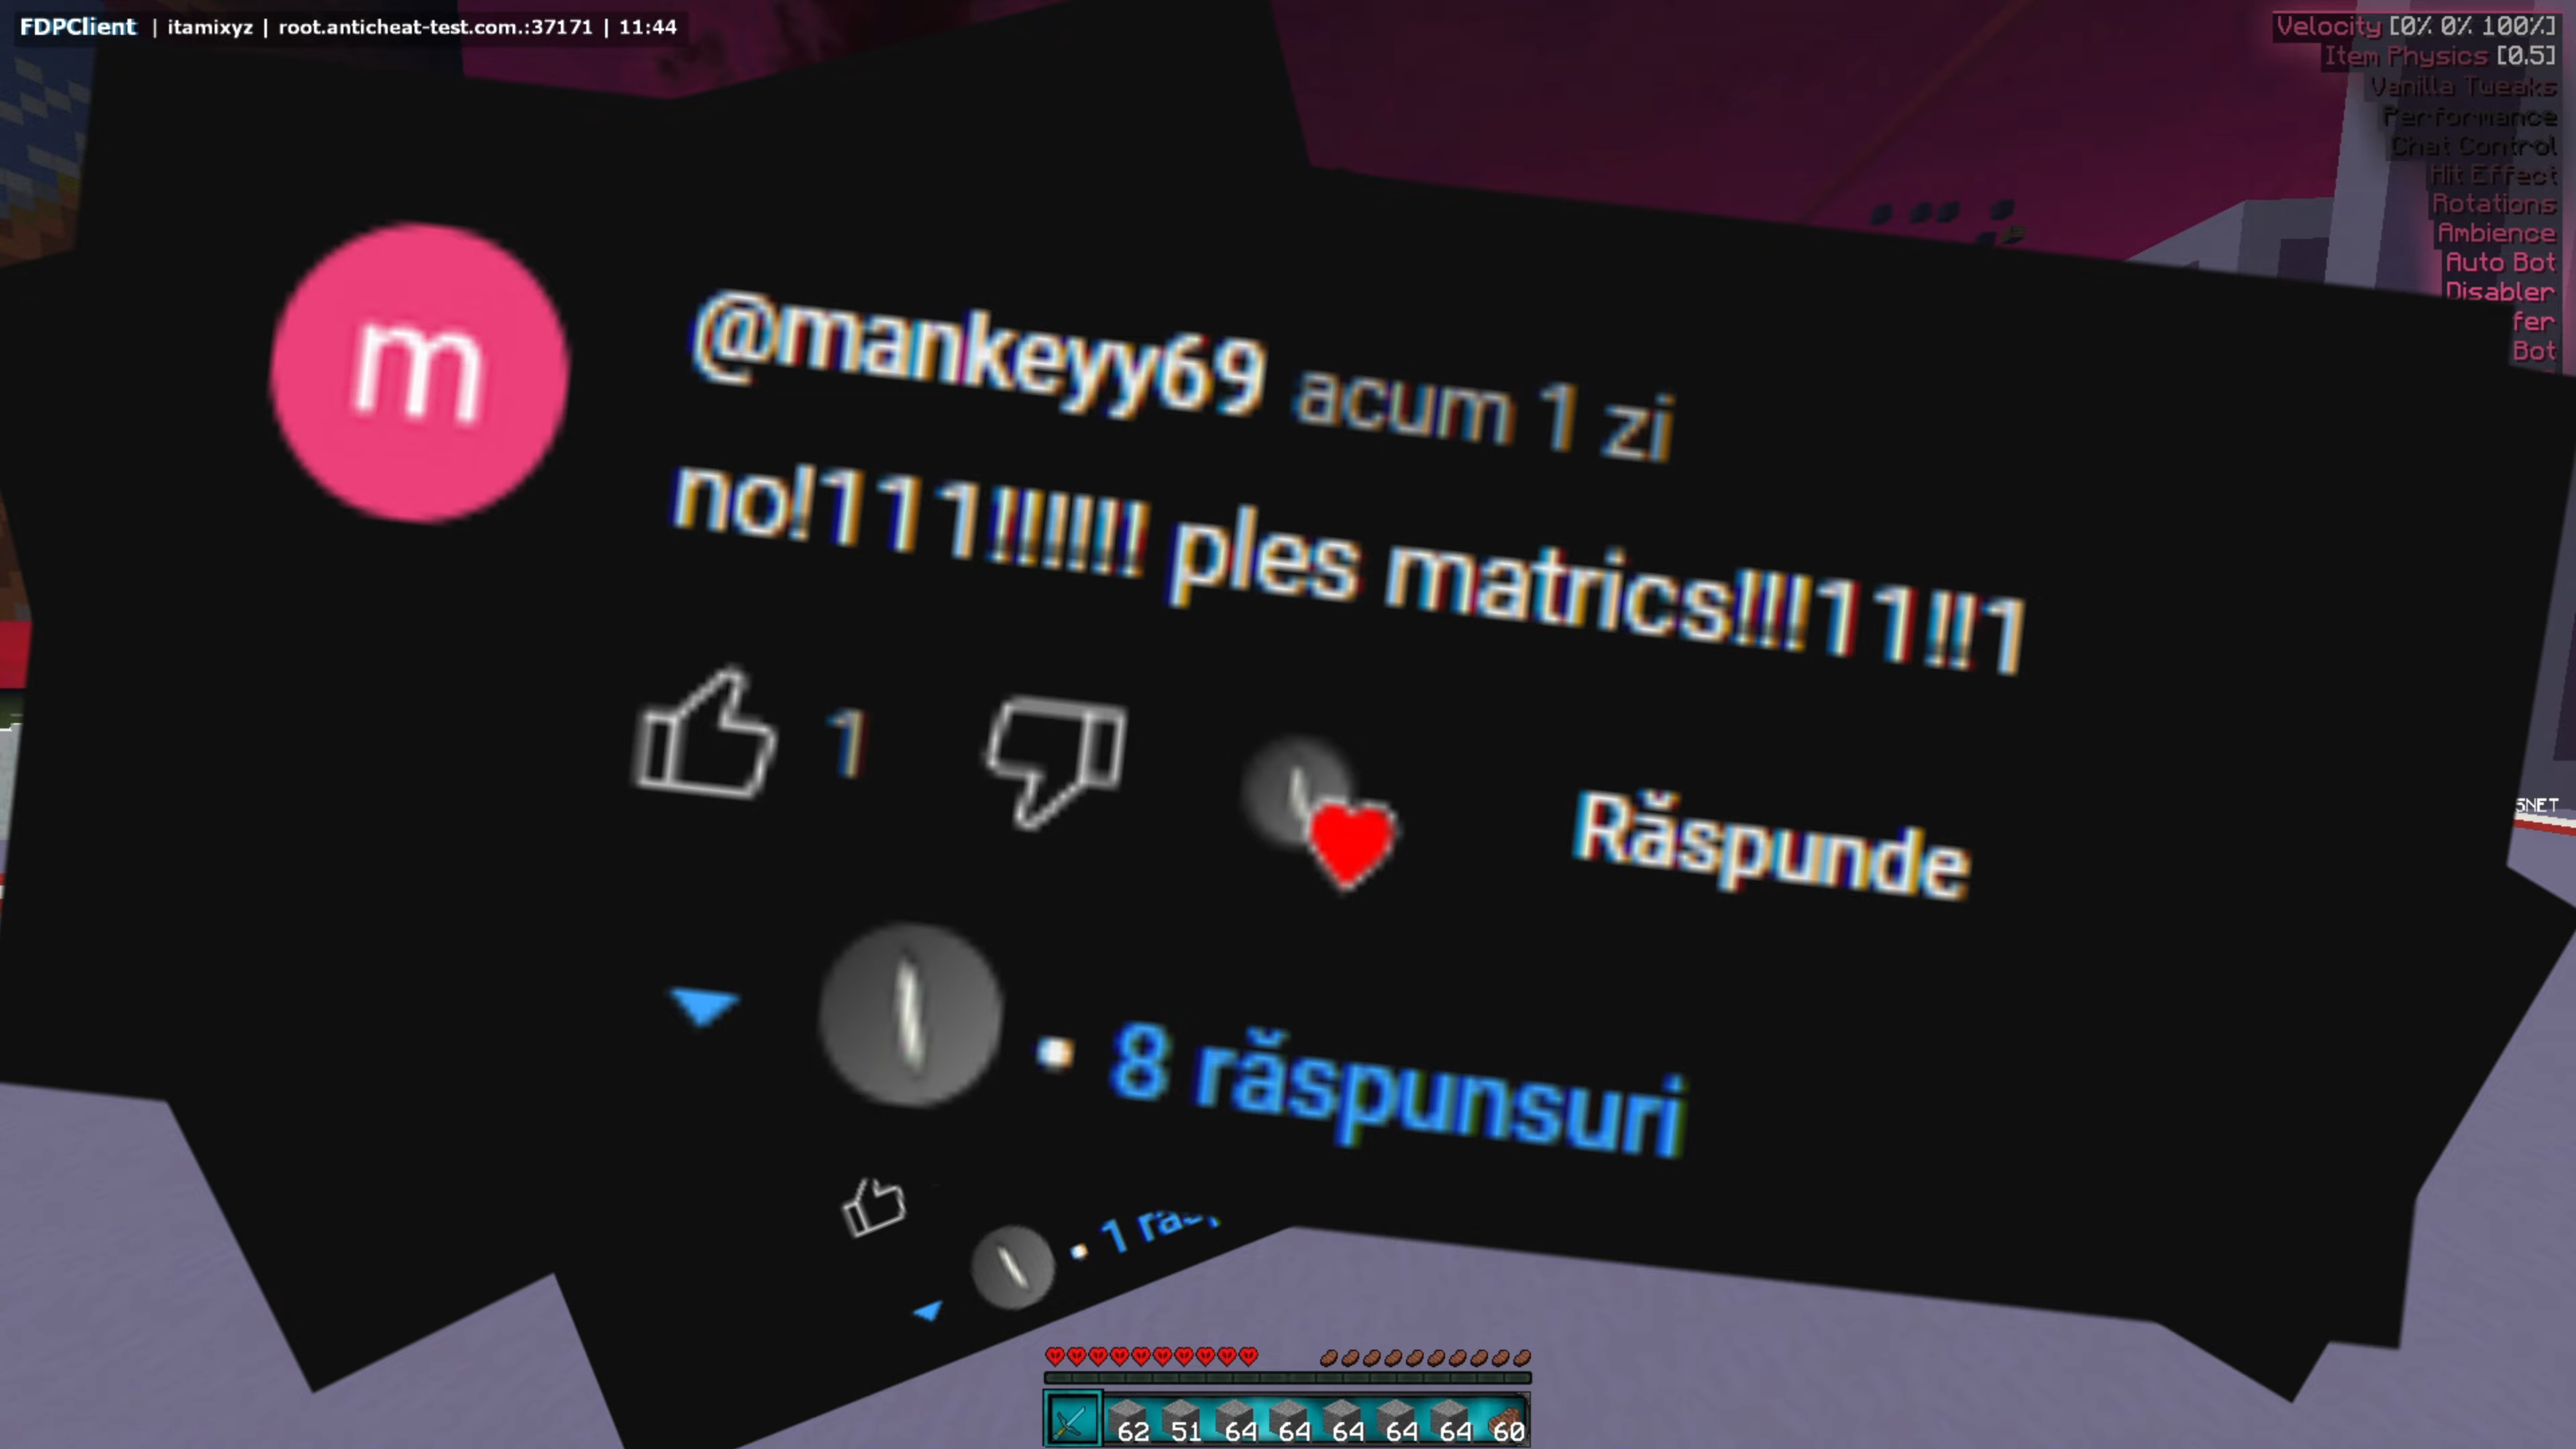 FDPClient | itamixyz | root.anticheat-test.com.:37171 | 11:44
Velocity [0% 0% 100%]
Item Physics [0.5]
Vanilla Tweaks
Performance
Chat Control
Hit Effect
Rotations
Ambience
Auto Bot
Disabler
fer
Bot
m
@mankeyy69 acum 1 zi
no!111!!!!!! ples matrics!!!11!!1
1
Răspunde
SNET
8 răspunsuri
1
62 51 64 64 64 64 64 60